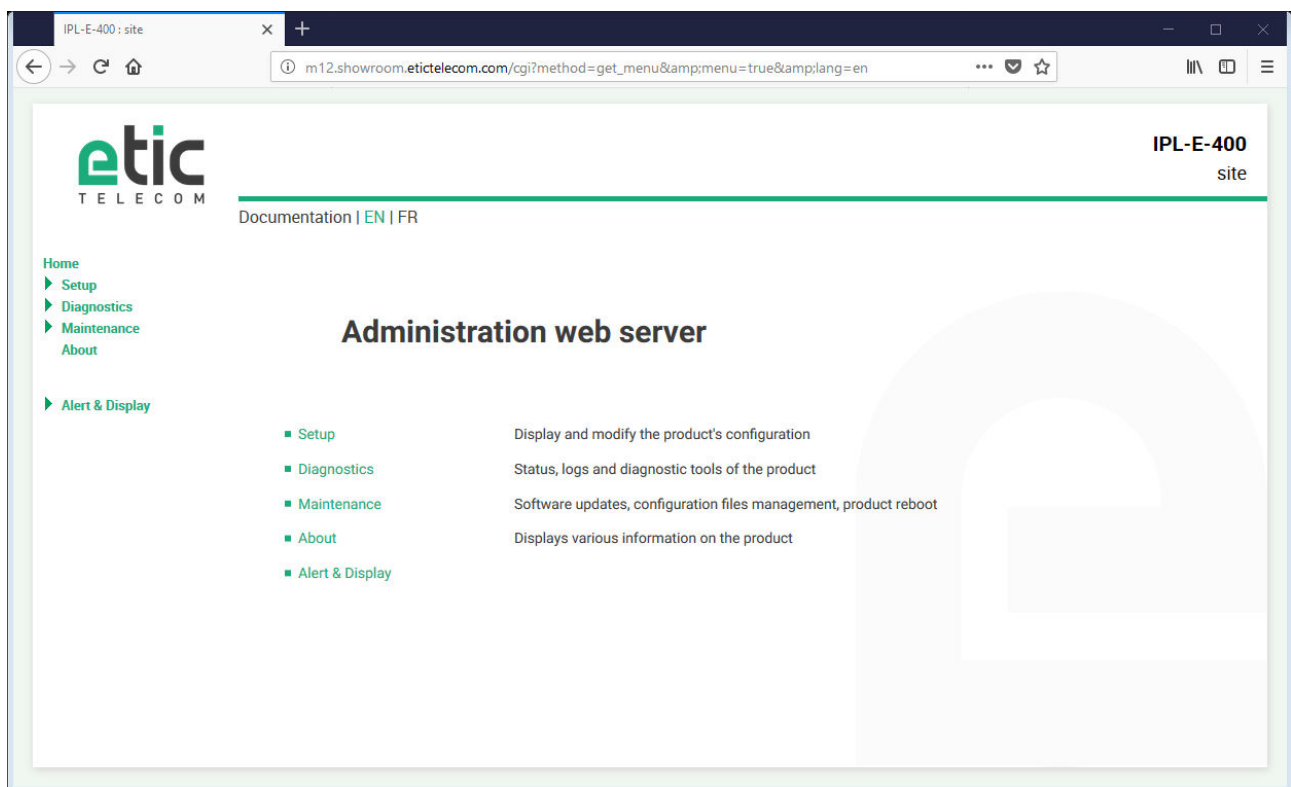 IPL-E-400 : site
m12.showroom.etictelecom.com/cgi?method=get_menu&amp;menu=true&amp;lang=en
etic
TELECOM
IPL-E-400
site
Documentation | EN | FR
Home
Setup
Diagnostics
Maintenance
About
Alert & Display
Administration web server
Setup Display and modify the product's configuration
Diagnostics Status, logs and diagnostic tools of the product
Maintenance Software updates, configuration files management, product reboot
About Displays various information on the product
Alert & Display